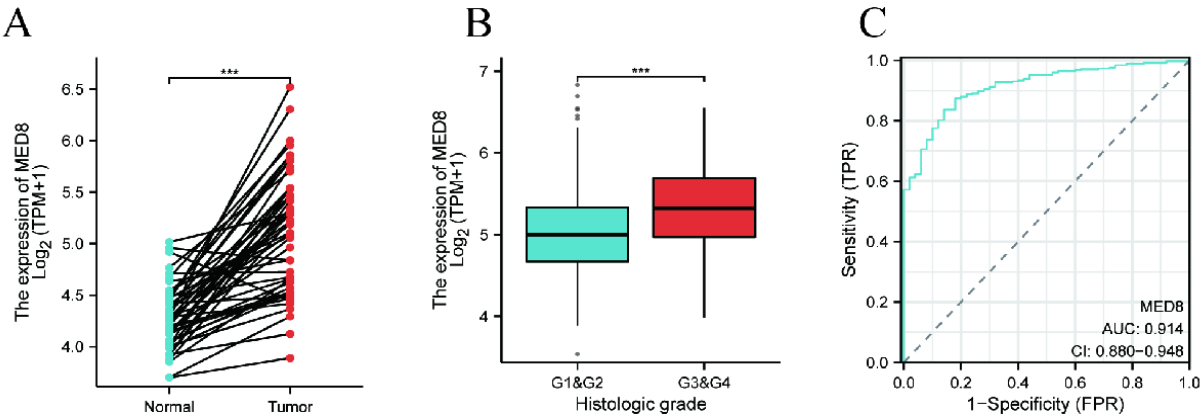 A
The expression of MED8
Log2 (TPM+1)
***
6.5
6.0
5.5
5.0
4.5
4.0
Normal
Tumor
B
The expression of MED8
Log2 (TPM+1)
***
7
6
5
4
G1&G2
G3&G4
Histologic grade
C
Sensitivity (TPR)
1.0
0.8
0.6
0.4
0.2
0.0
MED8
AUC: 0.914
CI: 0.880−0.948
0.0
0.2
0.4
0.6
0.8
1.0
1−Specificity (FPR)